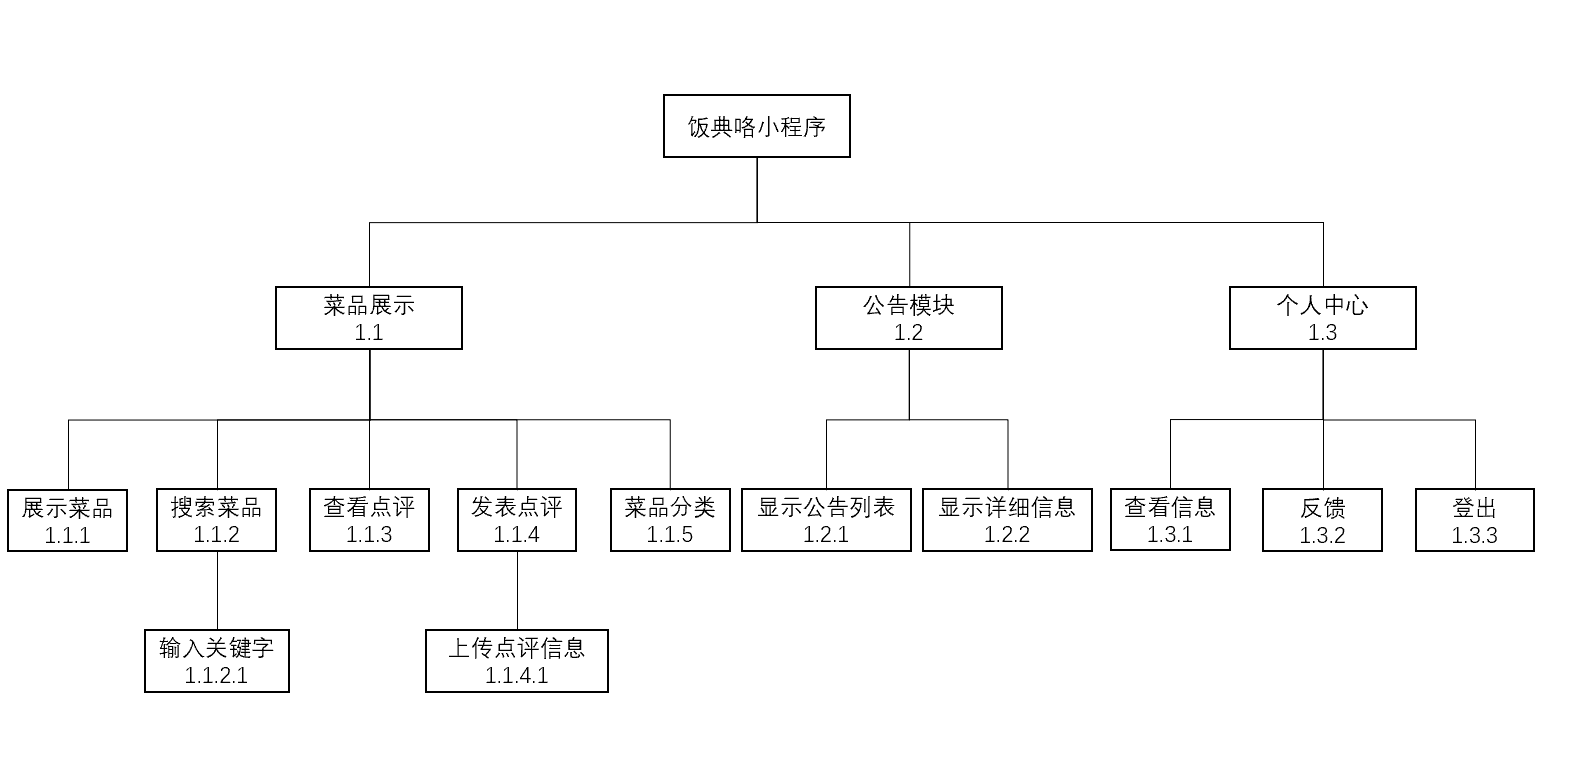 饭典咯小程序
菜品展示
1.1
公告模块
1.2
个人中心
1.3
展示菜品
1.1.1
搜索菜品
1.1.2
查看点评
1.1.3
发表点评
1.1.4
菜品分类
1.1.5
显示公告列表
1.2.1
显示详细信息
1.2.2
查看信息
1.3.1
反馈
1.3.2
登出
1.3.3
输入关键字
1.1.2.1
上传点评信息
1.1.4.1